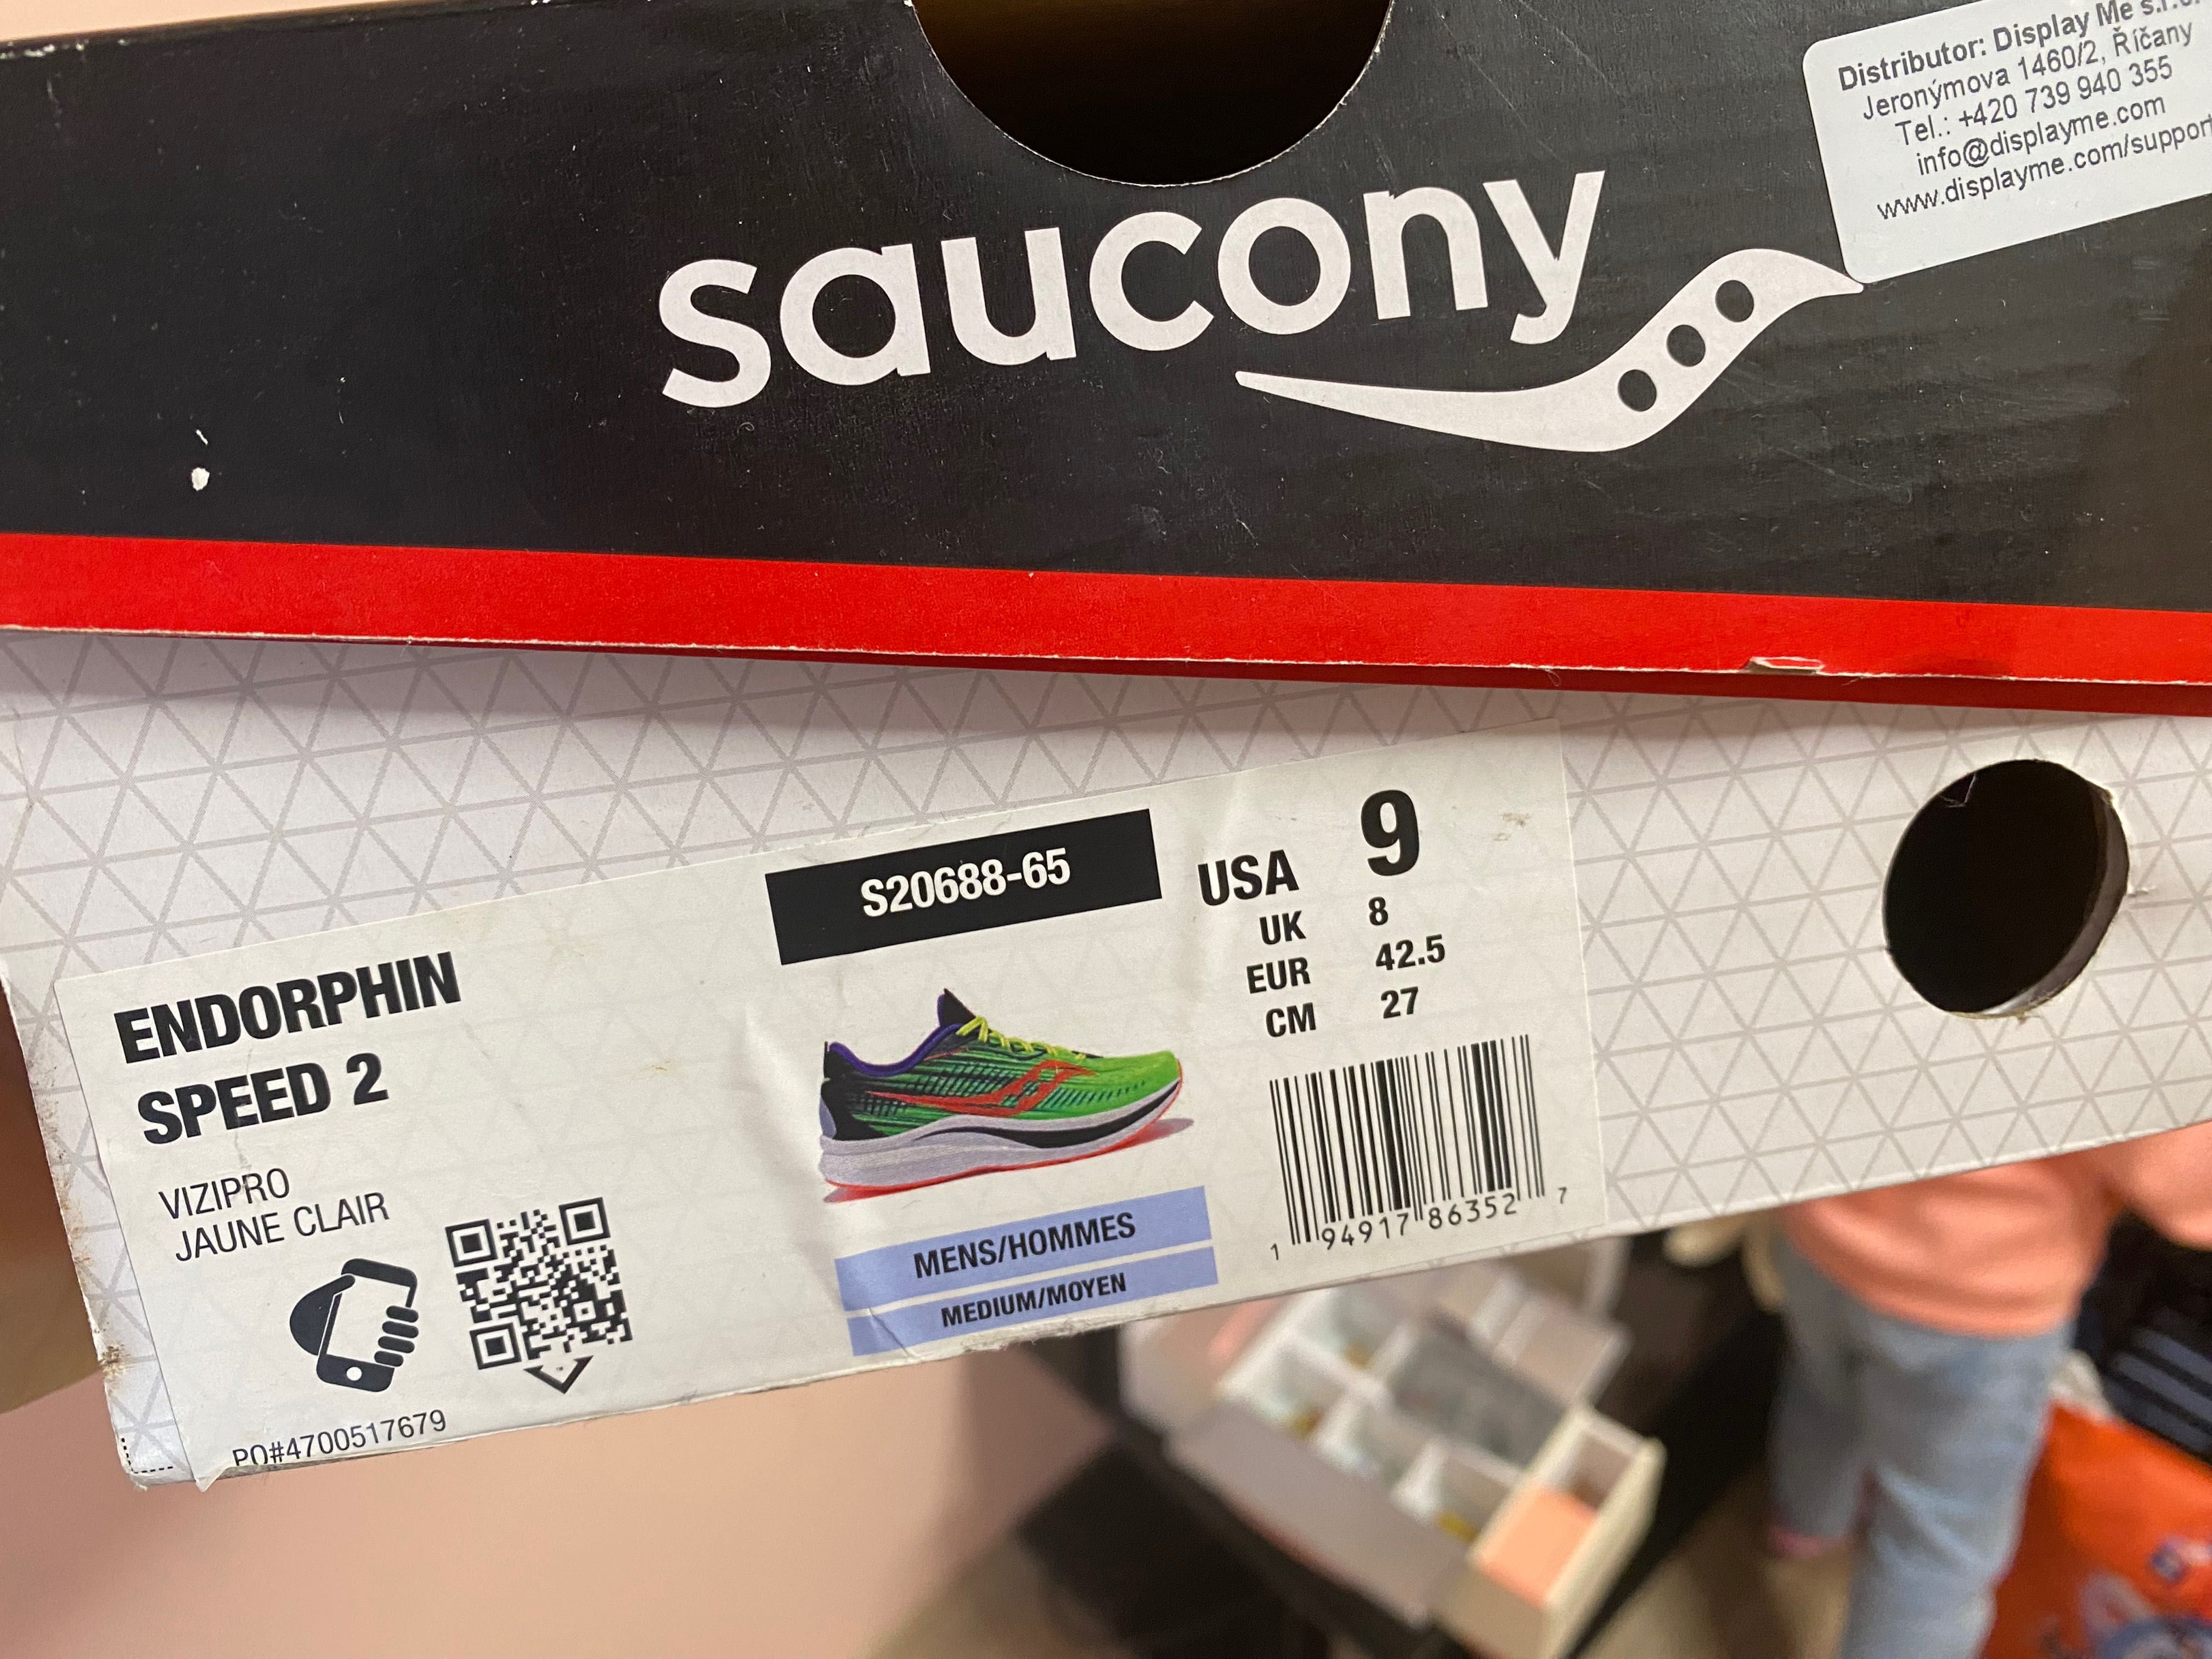 Distributor: Display Me s.r.o.
Jeronýmova 1460/2, Říčany
Tel.: +420 739 940 355
info@displayme.com
www.displayme.com/support
saucony
S20688-65
USA 9
UK 8
EUR 42.5
CM 27
ENDORPHIN
SPEED 2
VIZIPRO
JAUNE CLAIR
MENS/HOMMES
MEDIUM/MOYEN
1 94917 86352 7
PO#4700517679